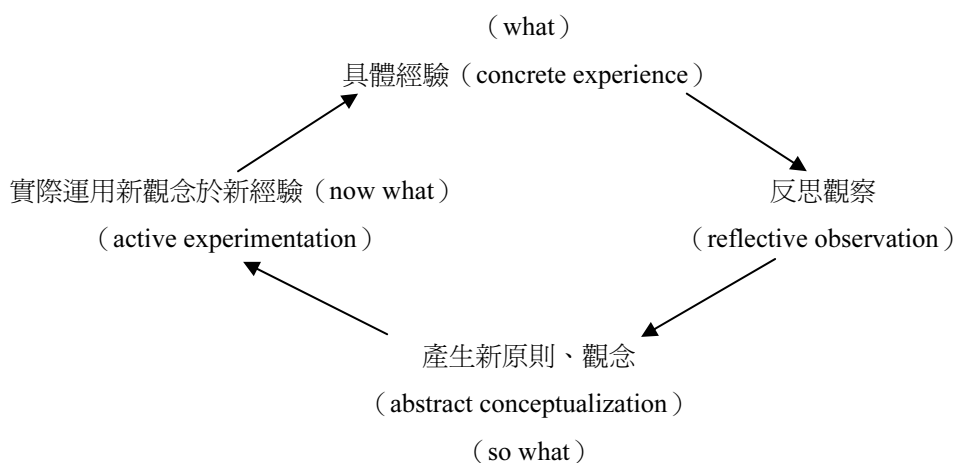 （what）
具體經驗（concrete experience）
實際運用新觀念於新經驗（now what）
（active experimentation）
反思觀察
（reflective observation）
產生新原則、觀念
（abstract conceptualization）
（so what）